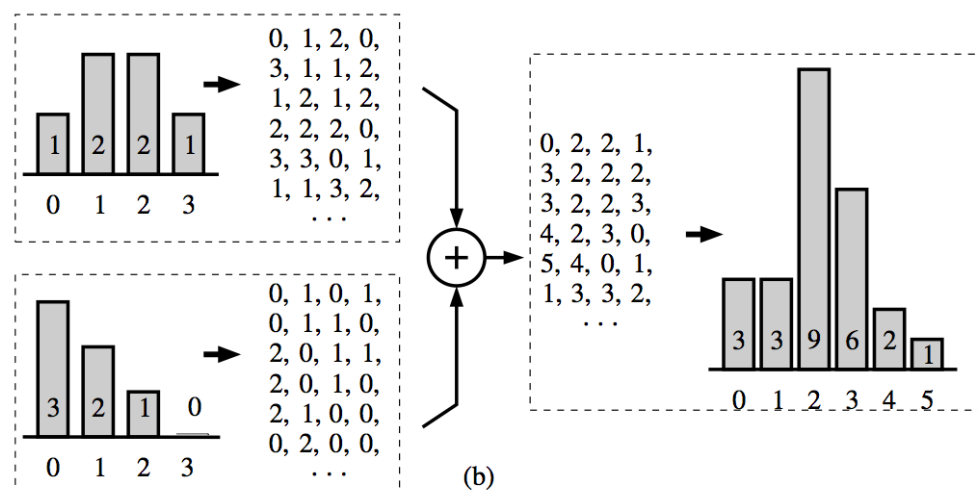 0, 1, 2, 0,
3, 1, 1, 2,
1, 2, 1, 2,
2, 2, 2, 0,
3, 3, 0, 1,
1, 1, 3, 2,
. . .
1 2 2 1
0 1 2 3
0, 1, 0, 1,
0, 1, 1, 0,
2, 0, 1, 1,
2, 0, 1, 0,
2, 1, 0, 0,
0, 2, 0, 0,
. . .
3 2 1 0
0 1 2 3
+
0, 2, 2, 1,
3, 2, 2, 2,
3, 2, 2, 3,
4, 2, 3, 0,
5, 4, 0, 1,
1, 3, 3, 2,
. . .
3 3 9 6 2 1
0 1 2 3 4 5
(b)